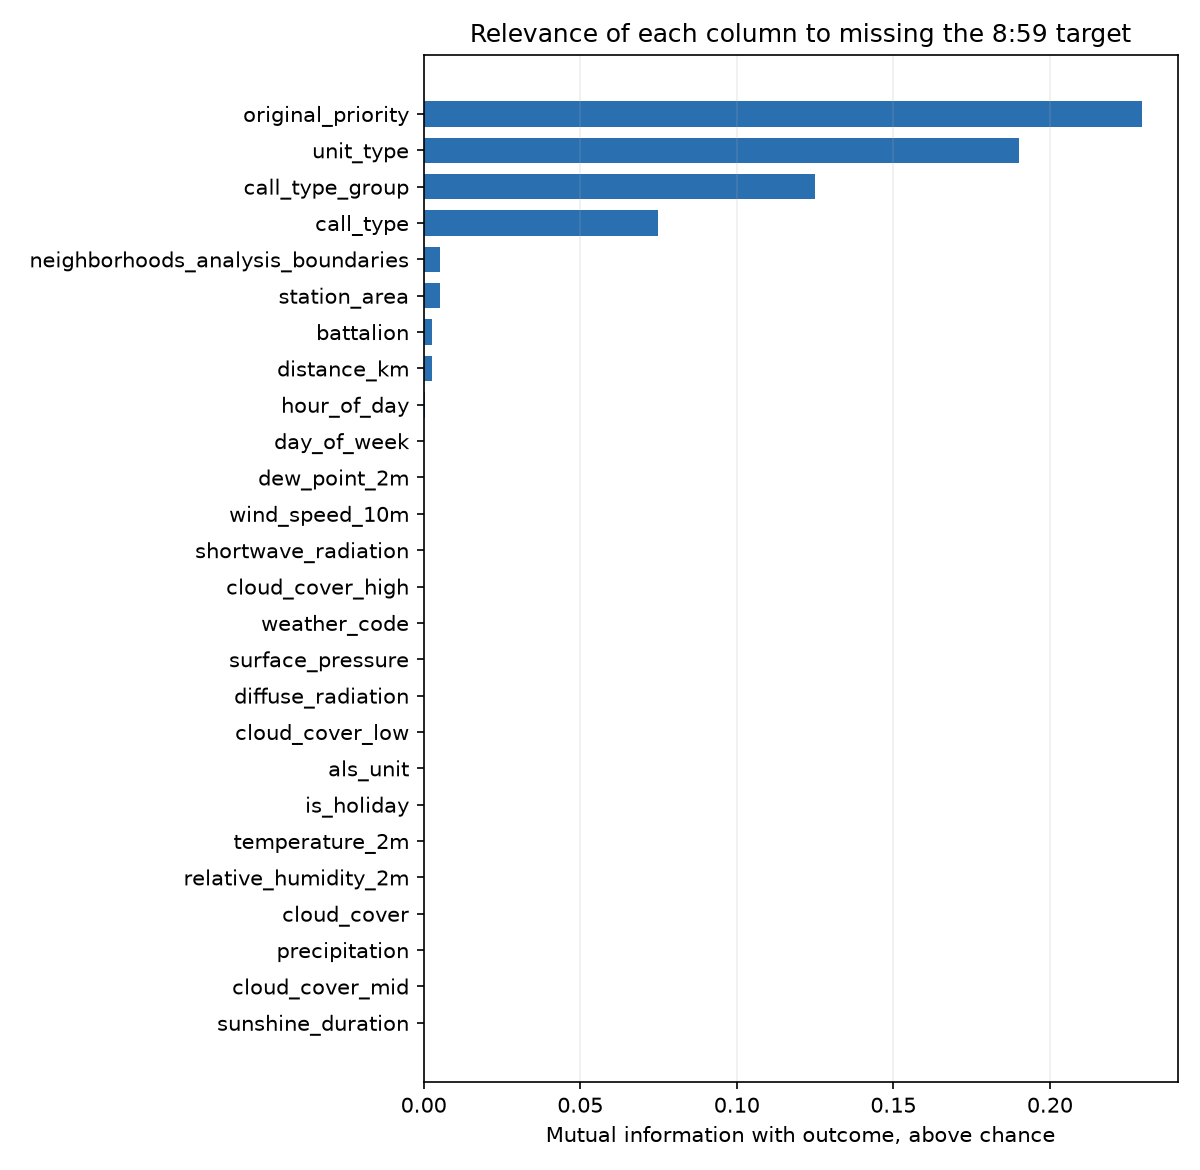 Relevance of each column to missing the 8:59 target
original_priority
unit_type
call_type_group
call_type
neighborhoods_analysis_boundaries
station_area
battalion
distance_km
hour_of_day
day_of_week
dew_point_2m
wind_speed_10m
shortwave_radiation
cloud_cover_high
weather_code
surface_pressure
diffuse_radiation
cloud_cover_low
als_unit
is_holiday
temperature_2m
relative_humidity_2m
cloud_cover
precipitation
cloud_cover_mid
sunshine_duration
0.00 0.05 0.10 0.15 0.20
Mutual information with outcome, above chance